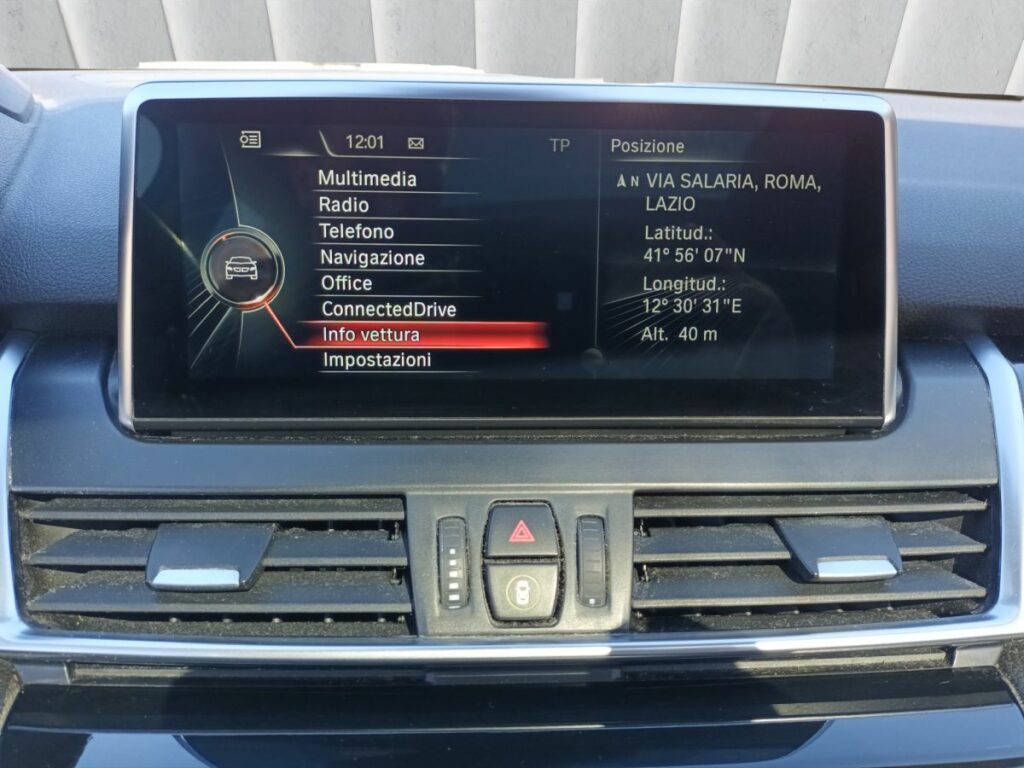 12:01
TP
Multimedia
Radio
Telefono
Navigazione
Office
ConnectedDrive
Info vettura
Impostazioni
Posizione
N VIA SALARIA, ROMA,
LAZIO
Latitud.:
41° 56' 07"N
Longitud.:
12° 30' 31"E
Alt. 40 m